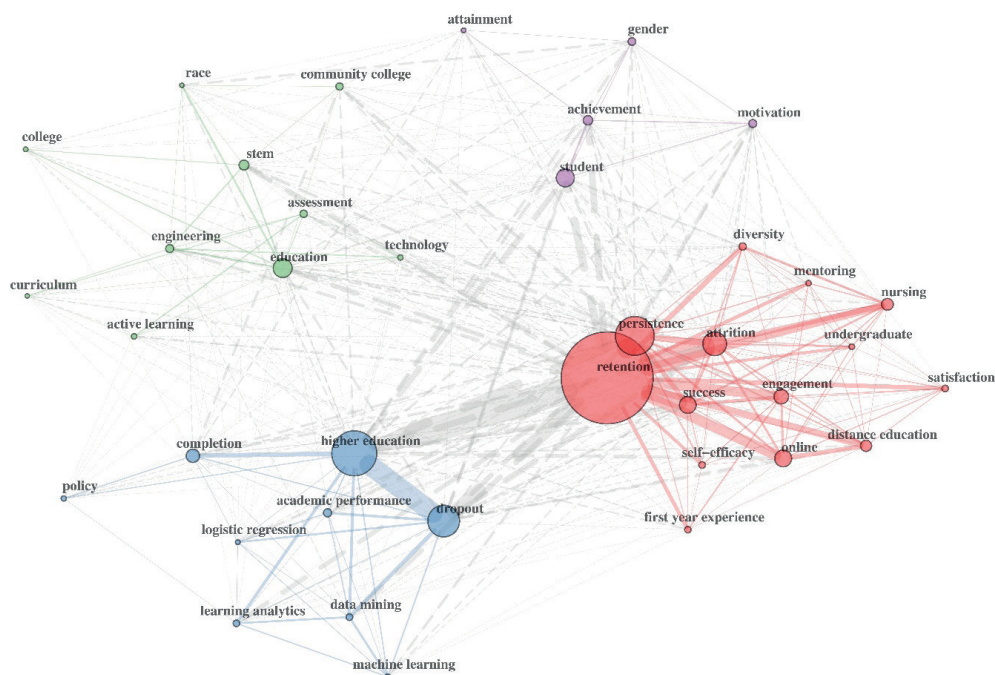 attainment
gender
race
community college
achievement
motivation
college
stem
student
assessment
engineering
technology
diversity
education
mentoring
curriculum
nursing
active learning
persistence
attrition
undergraduate
retention
satisfaction
engagement
success
completion
higher education
distance education
online
self-efficacy
policy
academic performance
dropout
first year experience
logistic regression
learning analytics
data mining
machine learning